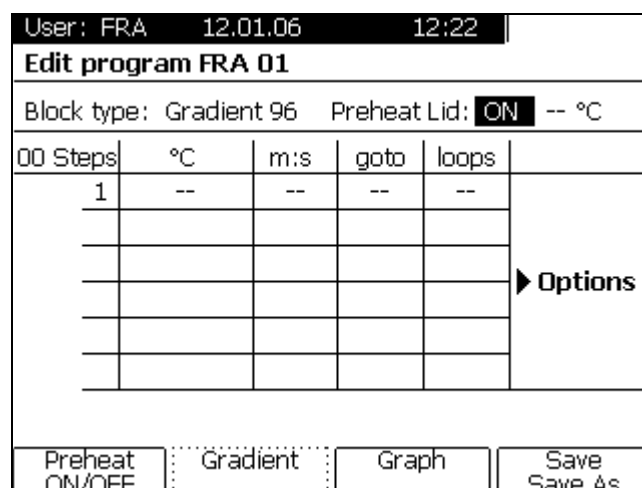 User: FRA 12.01.06 12:22
Edit program FRA 01
Block type: Gradient 96 Preheat Lid: ON -- °C
00 Steps °C m:s goto loops
1 -- -- -- --
Options
Preheat Gradient Graph Save
ON/OFF Save As